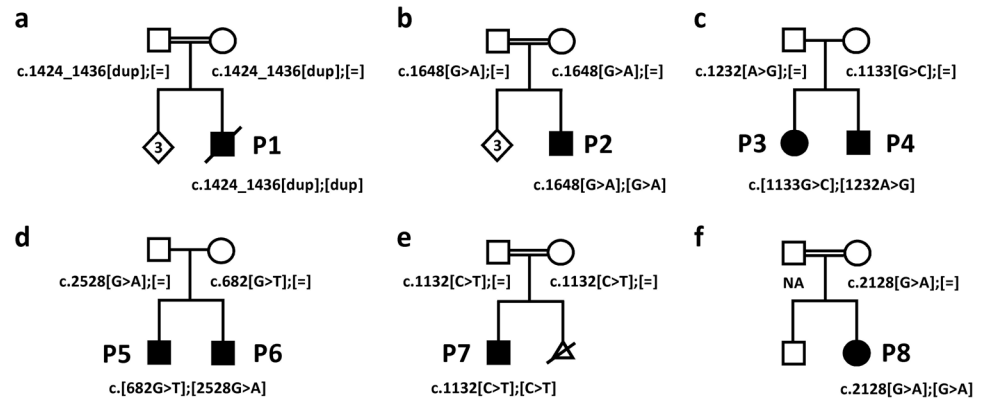 a
c.1424_1436[dup];[=] c.1424_1436[dup];[=]
3 P1
c.1424_1436[dup];[dup]
b
c.1648[G>A];[=] c.1648[G>A];[=]
3 P2
c.1648[G>A];[G>A]
c
c.1232[A>G];[=] c.1133[G>C];[=]
P3 P4
c.[1133G>C];[1232A>G]
d
c.2528[G>A];[=] c.682[G>T];[=]
P5 P6
c.[682G>T];[2528G>A]
e
c.1132[C>T];[=] c.1132[C>T];[=]
P7
c.1132[C>T];[C>T]
f
NA c.2128[G>A];[=]
P8
c.2128[G>A];[G>A]